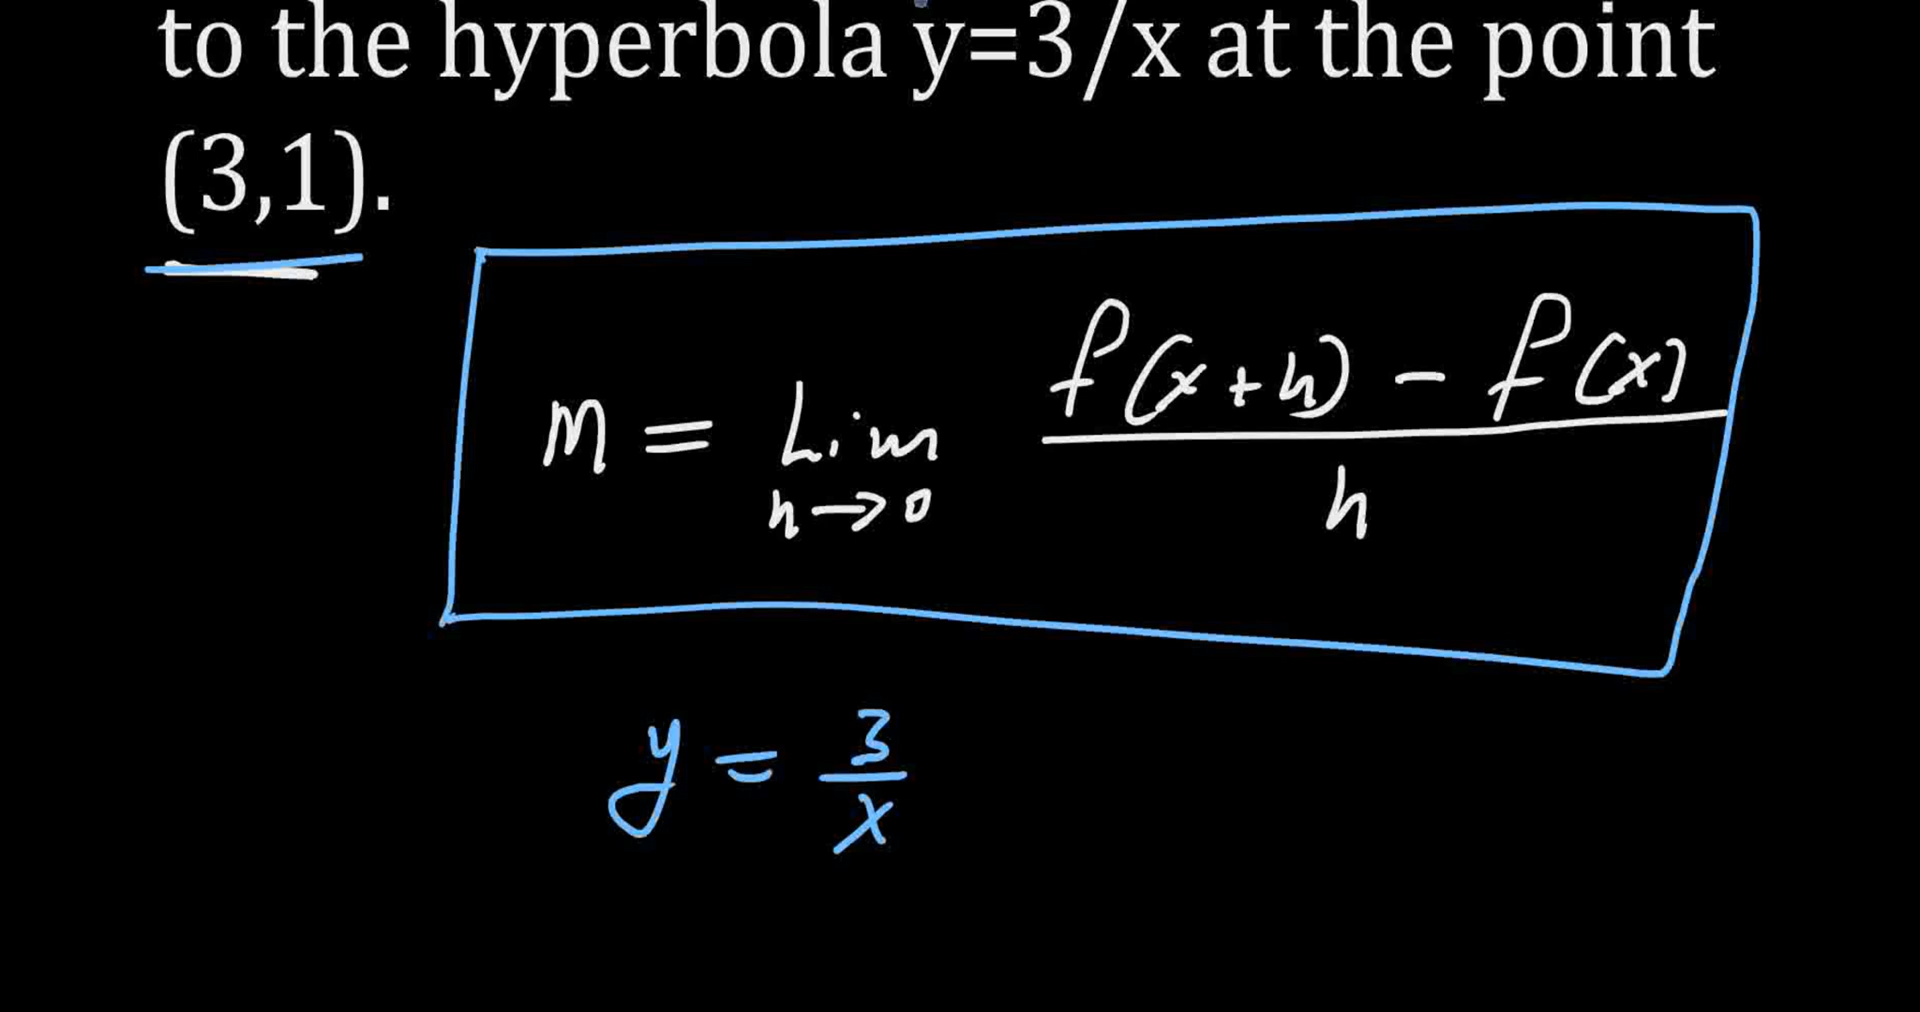 to the hyperbola y=3/x at the point
(3,1).
m = Lim h→0 f(x+h) - f(x) / h
y = 3/x